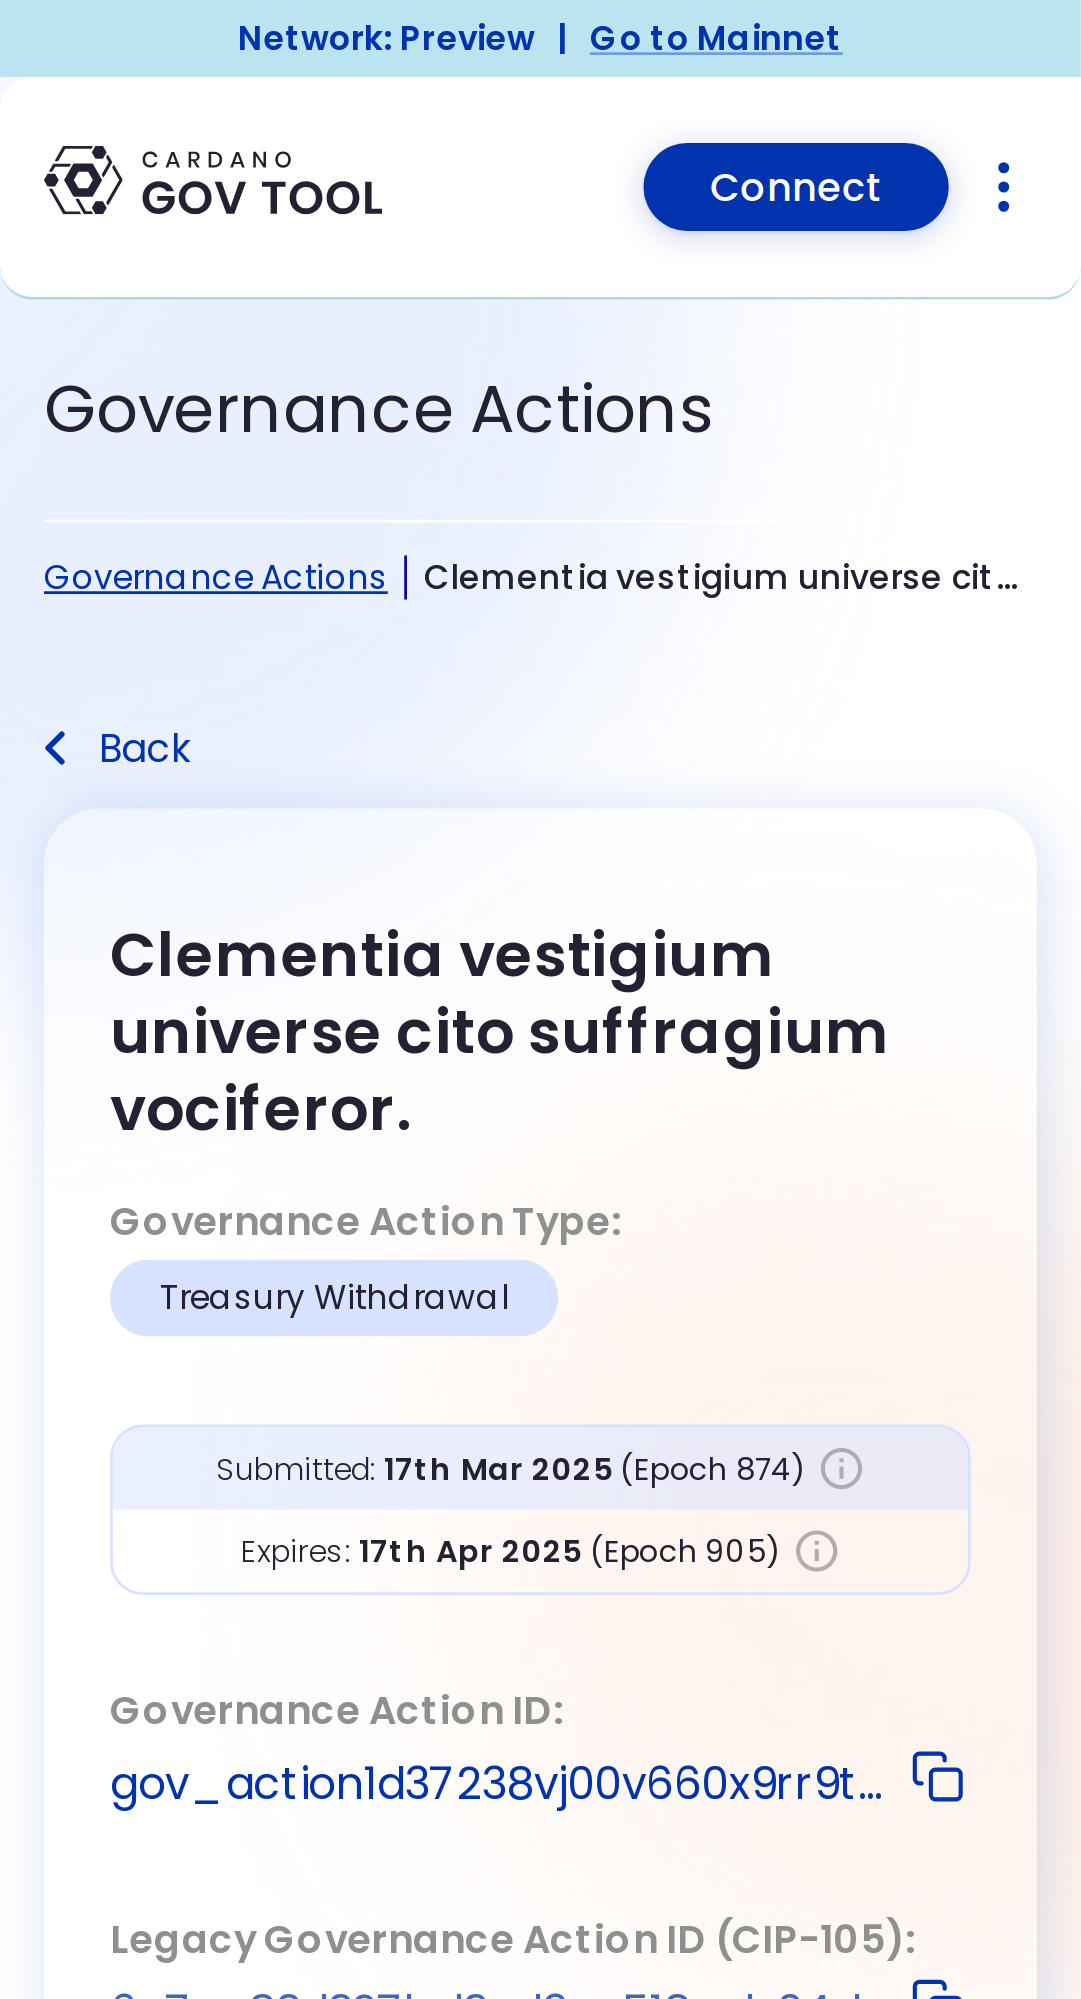 Network: Preview | Go to Mainnet
CARDANO
GOV TOOL
Connect
Governance Actions
Governance Actions | Clementia vestigium universe cit...
Back
Clementia vestigium
universe cito suffragium
vociferor.
Governance Action Type:
Treasury Withdrawal
Submitted: 17th Mar 2025 (Epoch 874)
Expires: 17th Apr 2025 (Epoch 905)
Governance Action ID:
gov_action1d37238vj00v660x9rr9t...
Legacy Governance Action ID (CIP-105):